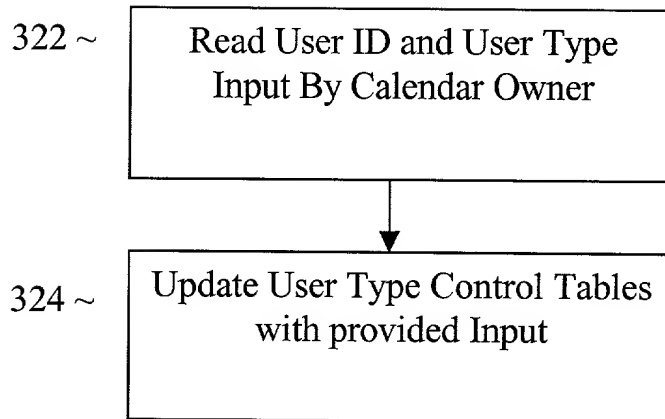 322 ~
Read User ID and User Type
Input By Calendar Owner
324 ~
Update User Type Control Tables
with provided Input